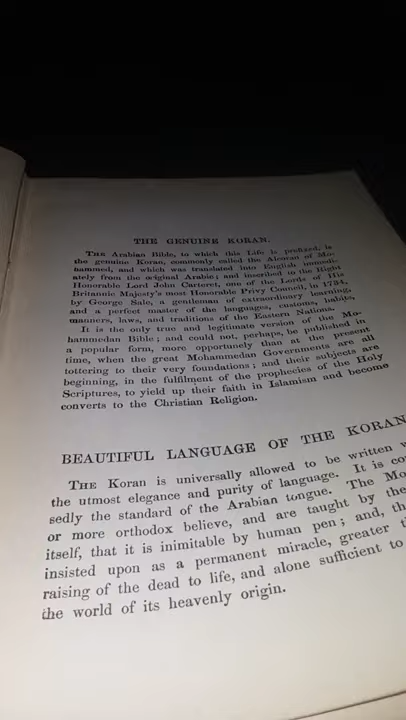 THE GENUINE KORAN.
THE Arabian Bible, to which this Life is prefixed, is
the genuine Koran, commonly called the Alcoran of Mo-
hammed, and which was translated into English immedi-
ately from the original Arabic; and inscribed to the Right
Honorable Lord John Carteret, one of the Lords of His
Britannic Majesty's most Honorable Privy Council, in 1734,
by George Sale, a gentleman of extraordinary learning,
and a perfect master of the languages, customs, habits,
manners, laws, and traditions of the Eastern Nations.
It is the only true and legitimate version of the Mo-
hammedan Bible; and could not, perhaps, be published in
a popular form, more opportunely than at the present
time, when the great Mohammedan Governments are all
tottering to their very foundations; and their subjects are
beginning, in the fulfilment of the prophecies of the Holy
Scriptures, to yield up their faith in Islamism and become
converts to the Christian Religion.
BEAUTIFUL LANGUAGE OF THE KORAN
THE Koran is universally allowed to be written
the utmost elegance and purity of language. It is
sedly the standard of the Arabian tongue. The
or more orthodox believe, and are taught by the
itself, that it is inimitable by human pen; and,
insisted upon as a permanent miracle, greater
raising of the dead to life, and alone sufficient to
the world of its heavenly origin.